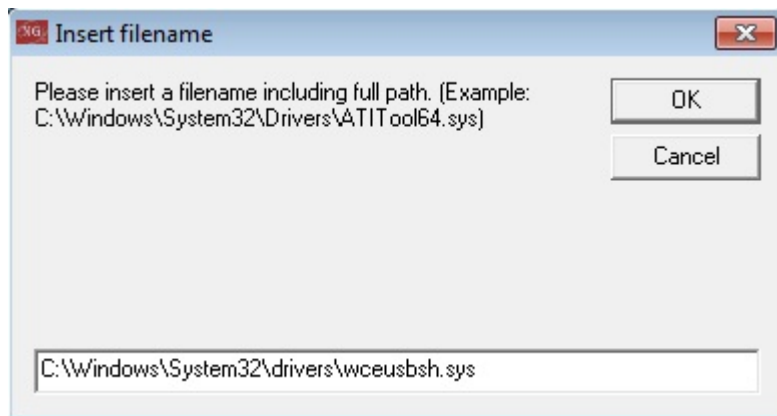 NG
Insert filename
Please insert a filename including full path. (Example:
C:\Windows\System32\Drivers\ATITool64.sys)
OK
Cancel
C:\Windows\System32\drivers\wceusbsh.sys